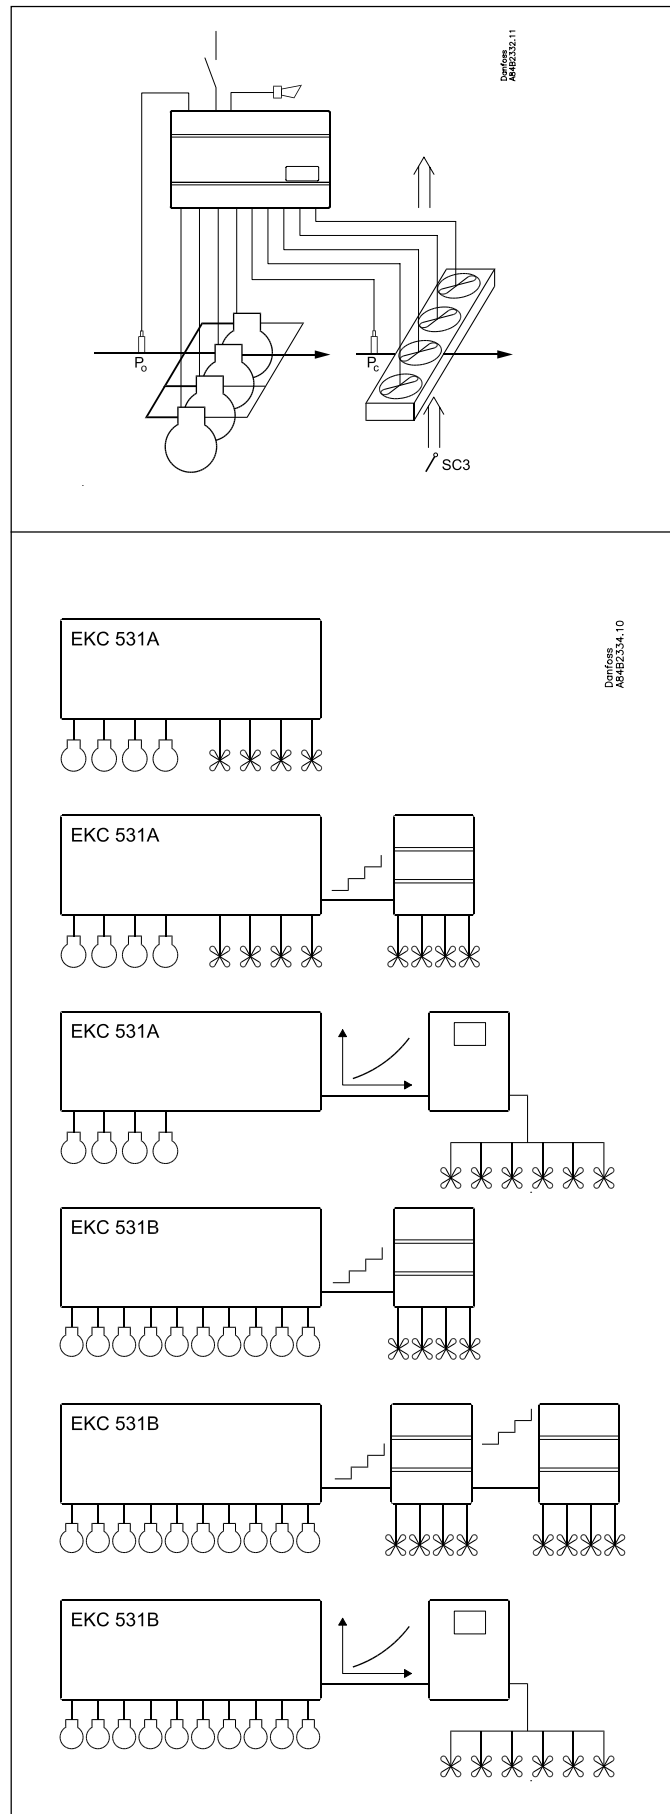 Danfoss
A84B2332.11
Po
Pc
SC3
EKC 531A
Danfoss
A84B2334.10
EKC 531A
EKC 531A
EKC 531B
EKC 531B
EKC 531B